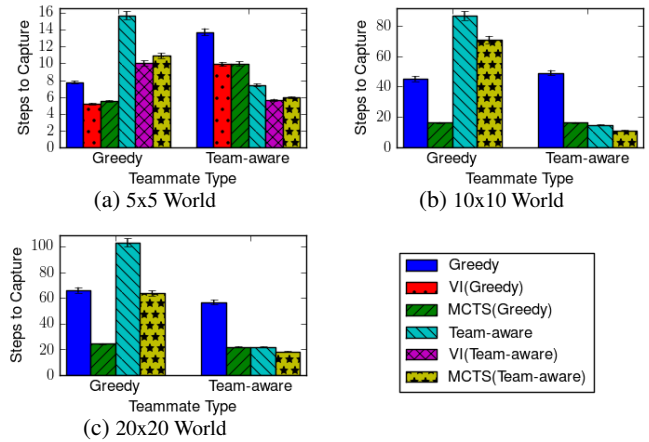 16
14
12
10
8
6
4
2
0
Steps to Capture
Greedy Team-aware
Teammate Type
(a) 5x5 World
80
60
40
20
0
Steps to Capture
Greedy Team-aware
Teammate Type
(b) 10x10 World
100
80
60
40
20
0
Steps to Capture
Greedy Team-aware
Teammate Type
(c) 20x20 World
Greedy
VI(Greedy)
MCTS(Greedy)
Team-aware
VI(Team-aware)
MCTS(Team-aware)